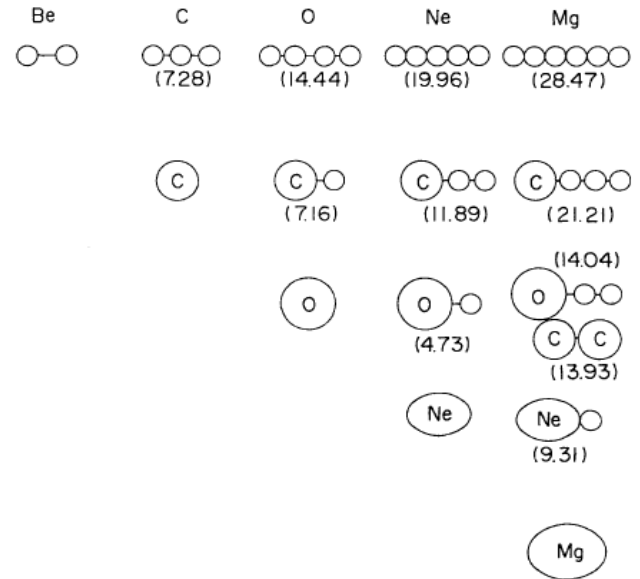 Be C O Ne Mg
(7.28) (14.44) (19.96) (28.47)
C C C C
(7.16) (11.89) (21.21)
(14.04)
O O O
C C
(4.73) (13.93)
Ne Ne
(9.31)
Mg